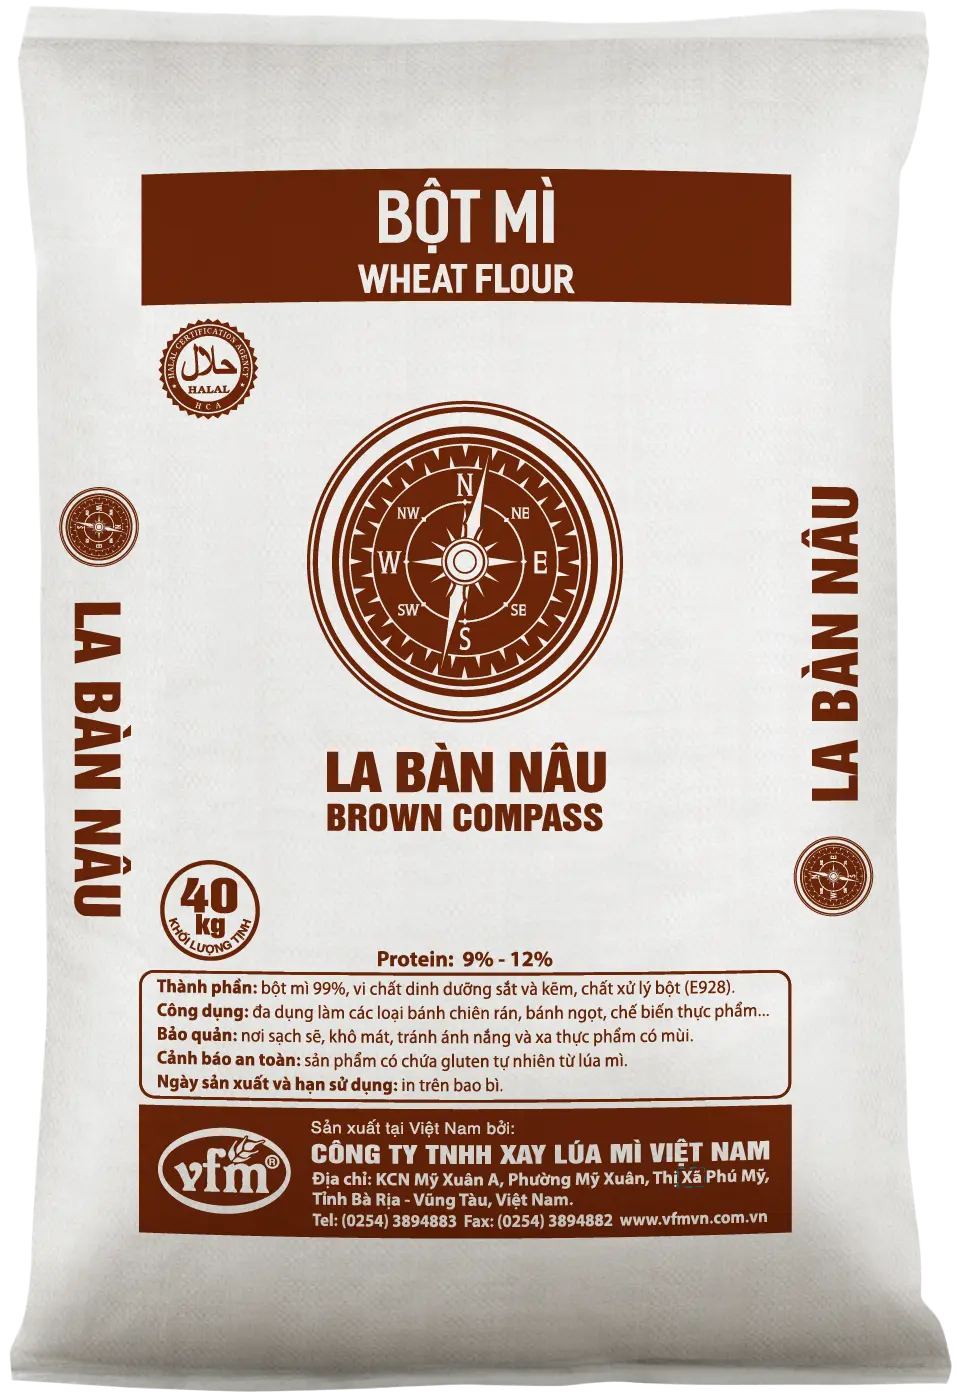 BỘT MÌ
WHEAT FLOUR
HALAL CERTIFICATION AGENCY
حلال
HALAL
HCA
N
NW
NE
W
E
SW
SE
S
LA BÀN NÂU
LA BÀN NÂU
LA BÀN NÂU
BROWN COMPASS
40
kg
KHỐI LƯỢNG TỊNH
Protein: 9% - 12%
Thành phần: bột mì 99%, vi chất dinh dưỡng sắt và kẽm, chất xử lý bột (E928).
Công dụng: đa dụng làm các loại bánh chiên rán, bánh ngọt, chế biến thực phẩm...
Bảo quản: nơi sạch sẽ, khô mát, tránh ánh nắng và xa thực phẩm có mùi.
Cảnh báo an toàn: sản phẩm có chứa gluten tự nhiên từ lúa mì.
Ngày sản xuất và hạn sử dụng: in trên bao bì.
vfm®
Sản xuất tại Việt Nam bởi:
CÔNG TY TNHH XAY LÚA MÌ VIỆT NAM
Địa chỉ: KCN Mỹ Xuân A, Phường Mỹ Xuân, Thị Xã Phú Mỹ,
Tỉnh Bà Rịa - Vũng Tàu, Việt Nam.
Tel: (0254) 3894883 Fax: (0254) 3894882 www.vfmvn.com.vn